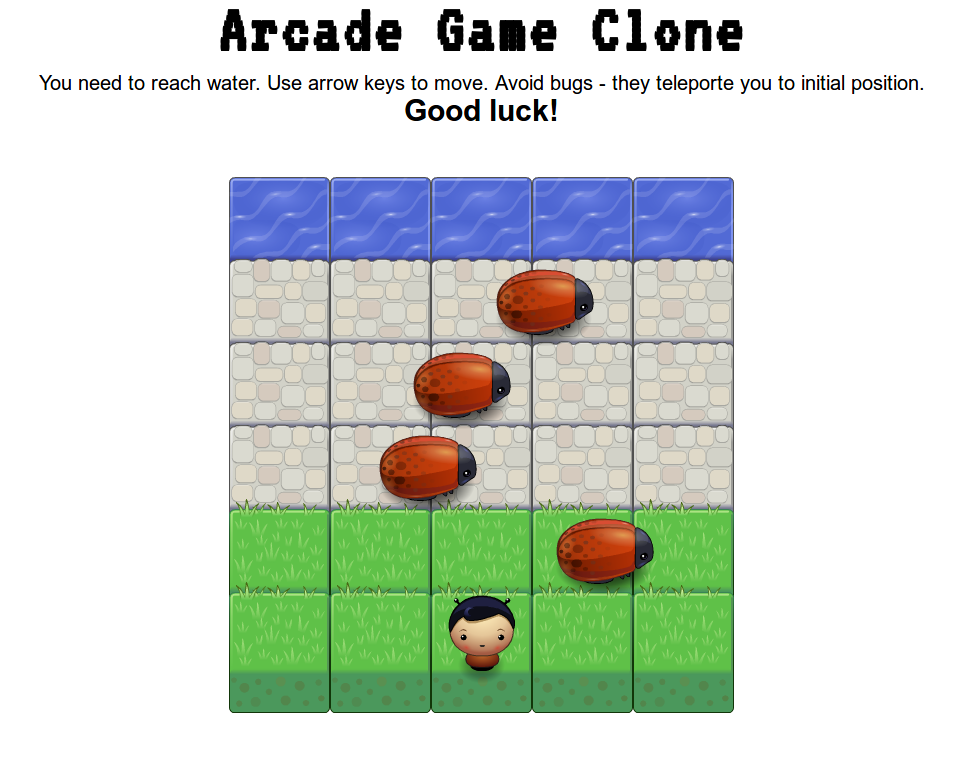 Arcade Game Clone
You need to reach water. Use arrow keys to move. Avoid bugs - they teleporte you to initial position.
Good luck!